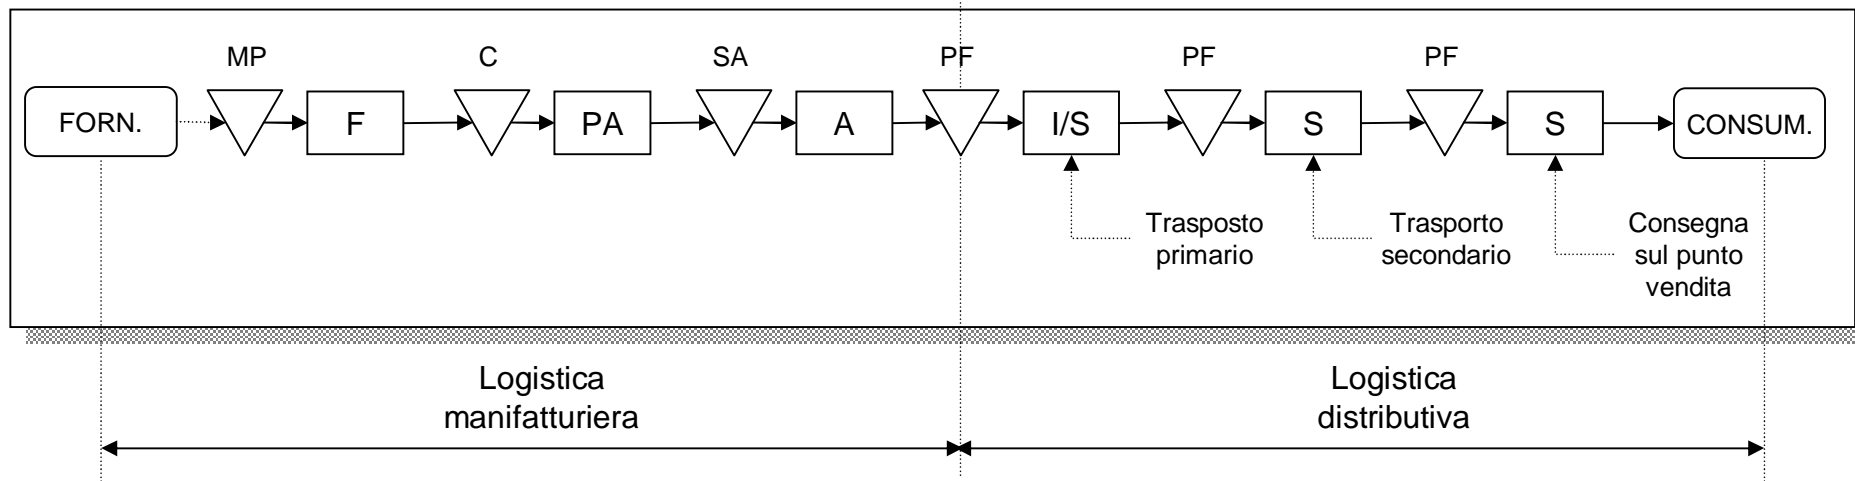 MP
C
SA
PF
PF
PF
FORN.
F
PA
A
I/S
S
S
CONSUM.
Trasposto
primario
Trasporto
secondario
Consegna
sul punto
vendita
Logistica
manifatturiera
Logistica
distributiva